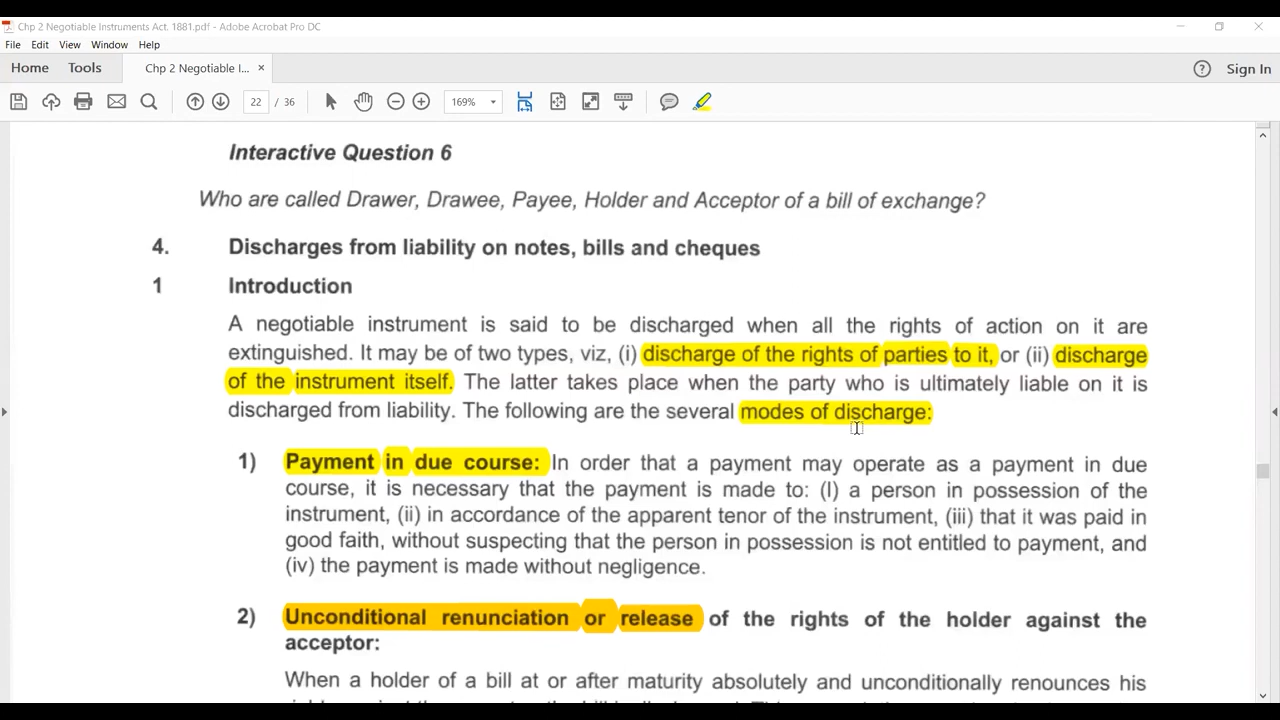 Chp 2 Negotiable Instruments Act, 1881.pdf - Adobe Acrobat Pro DC
File Edit View Window Help
Home Tools Chp 2 Negotiable I... × Sign In
22 / 36 169%
Interactive Question 6
Who are called Drawer, Drawee, Payee, Holder and Acceptor of a bill of exchange?
4. Discharges from liability on notes, bills and cheques
1 Introduction
A negotiable instrument is said to be discharged when all the rights of action on it are
extinguished. It may be of two types, viz, (i) discharge of the rights of parties to it, or (ii) discharge
of the instrument itself. The latter takes place when the party who is ultimately liable on it is
discharged from liability. The following are the several modes of discharge:
1) Payment in due course: In order that a payment may operate as a payment in due
course, it is necessary that the payment is made to: (I) a person in possession of the
instrument, (ii) in accordance of the apparent tenor of the instrument, (iii) that it was paid in
good faith, without suspecting that the person in possession is not entitled to payment, and
(iv) the payment is made without negligence.
2) Unconditional renunciation or release of the rights of the holder against the
acceptor:
When a holder of a bill at or after maturity absolutely and unconditionally renounces his